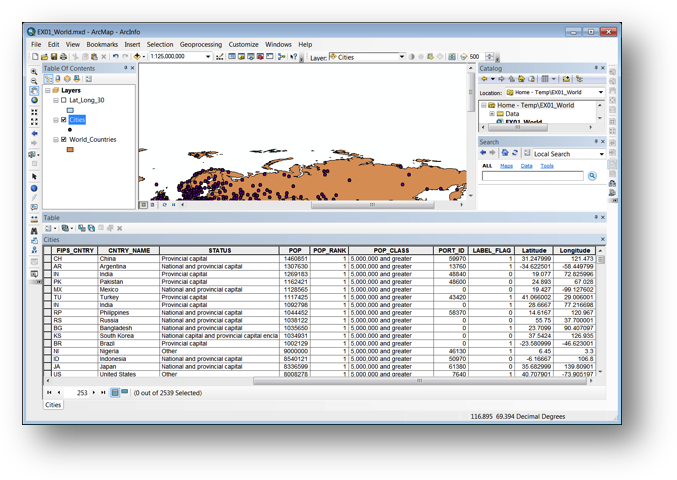 EX01_World.mxd - ArcMap - ArcInfo
File Edit View Bookmarks Insert Selection Geoprocessing Customize Windows Help
1:125,000,000 Layer: Cities 500
Table Of Contents
Layers
Lat_Long_30
Cities
World_Countries
Catalog
Location: Home - Temp\EX01_World
Home - Temp\EX01_World
Data
EX01_World
Search
Local Search
ALL Maps Data Tools
Table
Cities
FIPS_CNTRY CNTRY_NAME STATUS POP POP_RANK POP_CLASS PORT_ID LABEL_FLAG Latitude Longitude
CH China Provincial capital 1460851 1 5,000,000 and greater 59970 1 31.247999 121.473
AR Argentina National and provincial capital 1307630 1 5,000,000 and greater 13760 1 -34.622501 -58.449799
IN India Provincial capital 1269183 1 5,000,000 and greater 48840 0 19.077 72.825996
PK Pakistan Provincial capital 1162421 1 5,000,000 and greater 48600 0 24.893 67.028
MX Mexico National and provincial capital 1128565 1 5,000,000 and greater 0 1 19.427 -99.127602
TU Turkey Provincial capital 1117425 1 5,000,000 and greater 43420 1 41.066002 29.006001
IN India Provincial capital 1092798 1 5,000,000 and greater 0 1 28.6667 77.216698
RP Philippines National and provincial capital 1044452 1 5,000,000 and greater 58370 0 14.6167 120.967
RS Russia National and provincial capital 1038122 1 5,000,000 and greater 0 0 55.75 37.700001
BG Bangladesh National and provincial capital 1035650 1 5,000,000 and greater 0 0 23.7099 90.407097
KS South Korea National capital and provincial capital encla 1034931 1 5,000,000 and greater 0 0 37.5424 126.935
BR Brazil Provincial capital 1002129 1 5,000,000 and greater 0 1 -23.580999 -46.623001
NI Nigeria Other 9000000 1 5,000,000 and greater 46130 1 6.45 3.3
ID Indonesia National and provincial capital 8540121 1 5,000,000 and greater 50910 0 -6.16667 106.8
JA Japan National and provincial capital 8336599 1 5,000,000 and greater 61380 0 35.682999 139.80901
US United States Other 8008278 1 5,000,000 and greater 7640 1 40.707901 -73.905197
253 (0 out of 2539 Selected)
Cities
116.895 69.394 Decimal Degrees